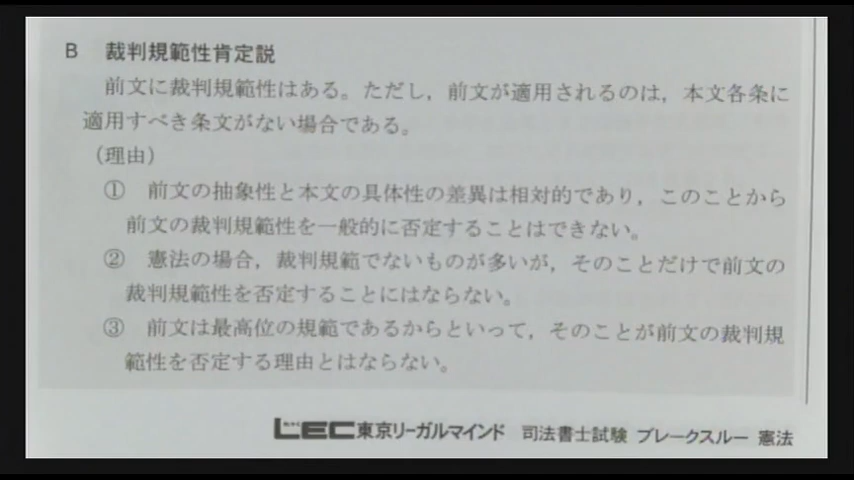 B 裁判規範性肯定説
前文に裁判規範性はある。ただし，前文が適用されるのは，本文各条に
適用すべき条文がない場合である。
（理由）
① 前文の抽象性と本文の具体性の差異は相対的であり，このことから
前文の裁判規範性を一般的に否定することはできない。
② 憲法の場合，裁判規範でないものが多いが，そのことだけで前文の
裁判規範性を否定することにはならない。
③ 前文は最高位の規範であるからといって，そのことが前文の裁判規
範性を否定する理由とはならない。
LEC東京リーガルマインド 司法書士試験 ブレークスルー 憲法